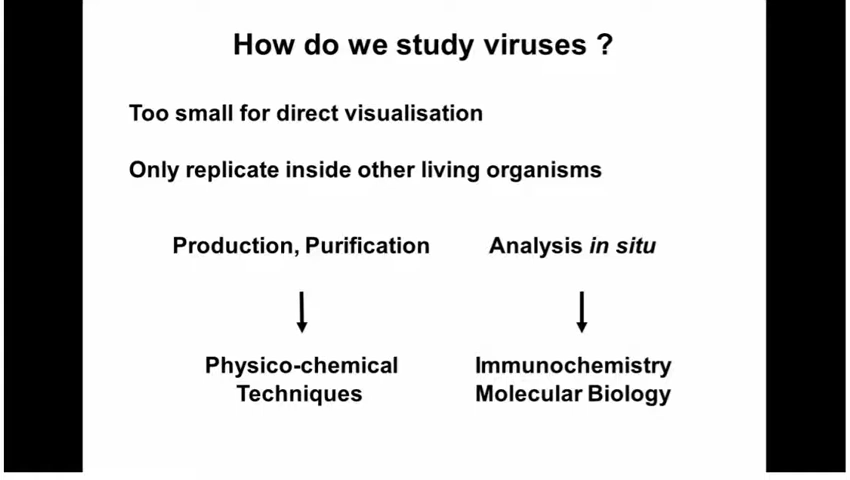 How do we study viruses ?
Too small for direct visualisation
Only replicate inside other living organisms
Production, Purification
Analysis in situ
Physico-chemical
Techniques
Immunochemistry
Molecular Biology